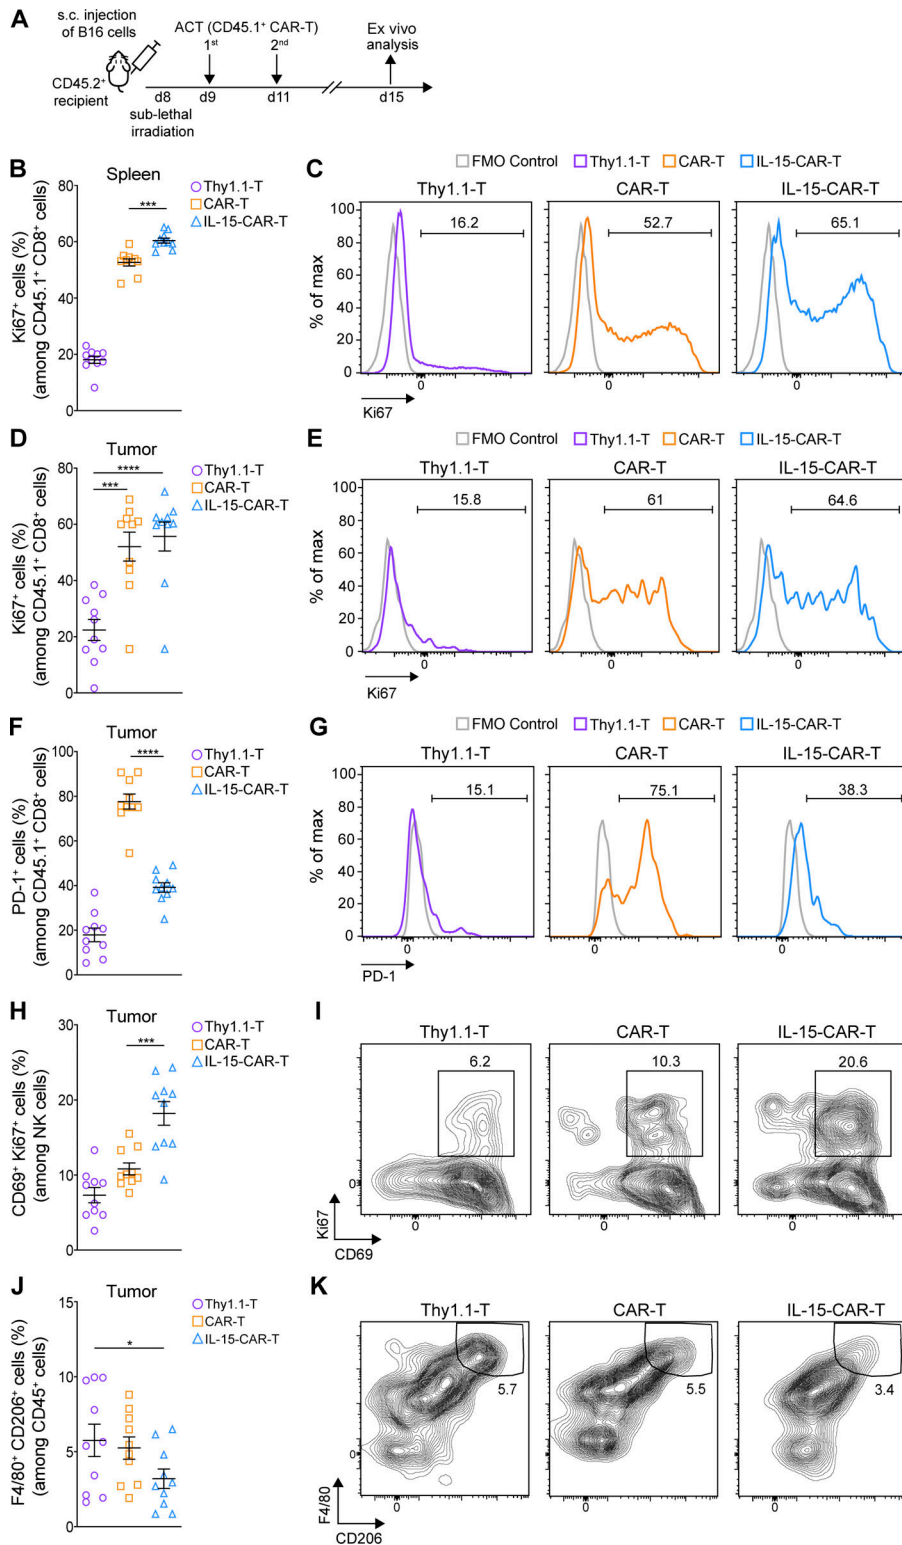 A
s.c. injection
of B16 cells
ACT (CD45.1⁺ CAR-T)
1ˢᵗ
2ⁿᵈ
Ex vivo
analysis
CD45.2⁺
recipient
d8
d9
d11
d15
sub-lethal
irradiation
B
Spleen
Ki67⁺ cells (%)
(among CD45.1⁺ CD8⁺ cells)
80
60
40
20
0
***
Thy1.1-T
CAR-T
IL-15-CAR-T
C
FMO Control Thy1.1-T CAR-T IL-15-CAR-T
Thy1.1-T CAR-T IL-15-CAR-T
% of max
100
80
60
40
20
0
16.2 52.7 65.1
0 0 0
Ki67
D
Tumor
Ki67⁺ cells (%)
(among CD45.1⁺ CD8⁺ cells)
80
60
40
20
0
****
***
Thy1.1-T
CAR-T
IL-15-CAR-T
E
FMO Control Thy1.1-T CAR-T IL-15-CAR-T
Thy1.1-T CAR-T IL-15-CAR-T
% of max
100
80
60
40
20
0
15.8 61 64.6
0 0 0
Ki67
F
Tumor
PD-1⁺ cells (%)
(among CD45.1⁺ CD8⁺ cells)
100
80
60
40
20
0
****
Thy1.1-T
CAR-T
IL-15-CAR-T
G
FMO Control Thy1.1-T CAR-T IL-15-CAR-T
Thy1.1-T CAR-T IL-15-CAR-T
% of max
100
80
60
40
20
0
15.1 75.1 38.3
0 0 0
PD-1
H
Tumor
CD69⁺ Ki67⁺ cells (%)
(among NK cells)
30
20
10
0
***
Thy1.1-T
CAR-T
IL-15-CAR-T
I
Thy1.1-T CAR-T IL-15-CAR-T
6.2 10.3 20.6
0
0 0 0
Ki67
CD69
J
Tumor
F4/80⁺ CD206⁺ cells (%)
(among CD45⁺ cells)
15
10
5
0
*
Thy1.1-T
CAR-T
IL-15-CAR-T
K
Thy1.1-T CAR-T IL-15-CAR-T
5.7 5.5 3.4
0
0 0 0
F4/80
CD206